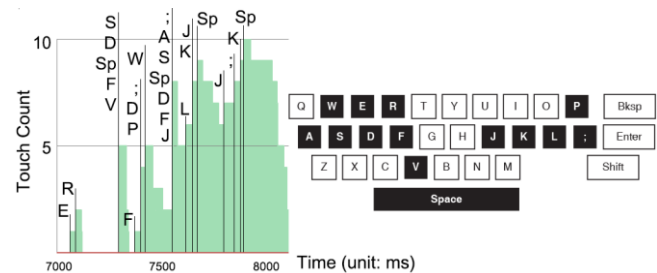 10
5
Touch Count
E
R
S
D
Sp
F
V
F
W
;
D
P
;
A
S
Sp
D
F
J
L
J
K
Sp
J
;
K
Sp
7000 7500 8000 Time (unit: ms)
Q W E R T Y U I O P Bksp
A S D F G H J K L ; Enter
Z X C V B N M Shift
Space